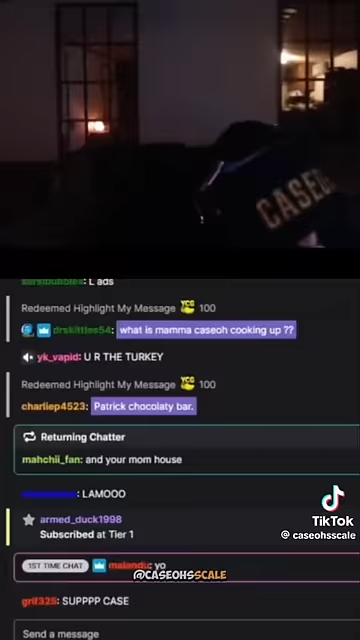 CASEO
L ads
Redeemed Highlight My Message 100
drskittles54: what is mamma caseoh cooking up ??
yk_vapid: U R THE TURKEY
Redeemed Highlight My Message 100
charliep4523: Patrick chocolaty bar.
Returning Chatter
mahchii_fan: and your mom house
: LAMOOO
armed_duck1998
Subscribed at Tier 1
1ST TIME CHAT malandu: yo
@CASEOHSSCALE
grif325: SUPPPP CASE
Send a message
TikTok
@caseohsscale